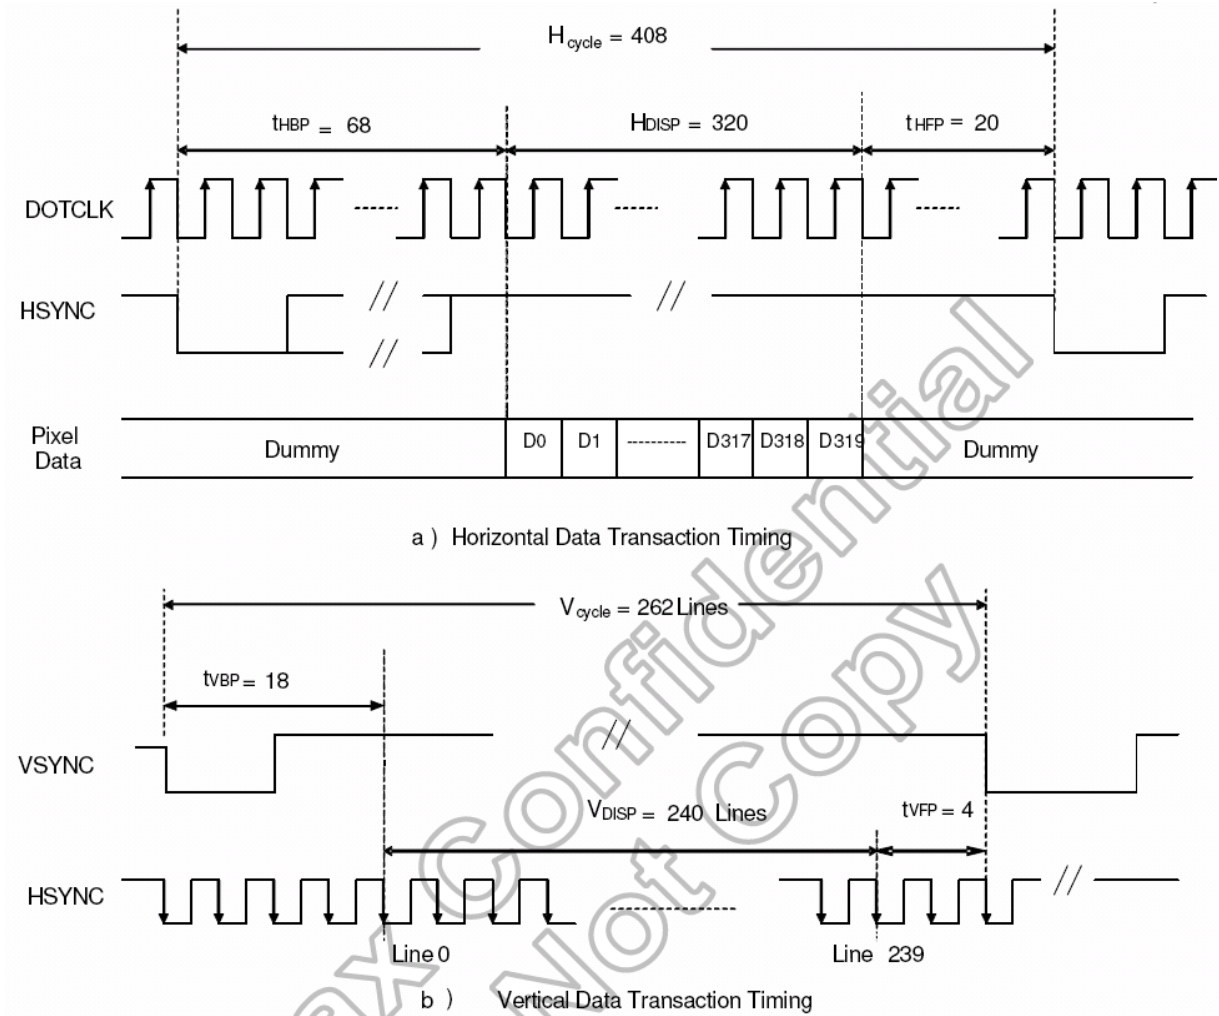 Hcycle = 408
tHBP = 68
HDISP = 320
tHFP = 20
DOTCLK
HSYNC
Pixel
Data
Dummy
D0
D1
D317
D318
D319
Dummy
a ) Horizontal Data Transaction Timing
Vcycle = 262 Lines
tVBP = 18
VSYNC
VDISP = 240 Lines
tVFP = 4
HSYNC
Line 0
Line 239
b ) Vertical Data Transaction Timing
ax Confidential
Not Copy